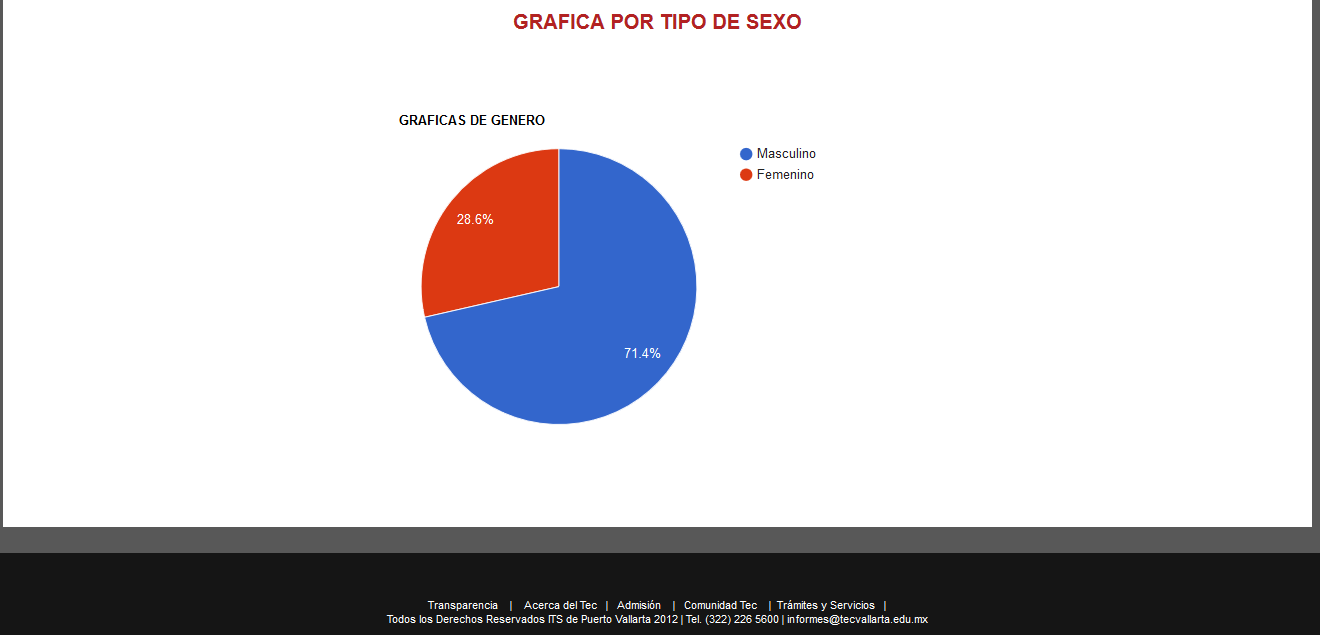 GRAFICA POR TIPO DE SEXO
GRAFICAS DE GENERO
Masculino
Femenino
28.6%
71.4%
Transparencia | Acerca del Tec | Admisión | Comunidad Tec | Trámites y Servicios |
Todos los Derechos Reservados ITS de Puerto Vallarta 2012 | Tel. (322) 226 5600 | informes@tecvallarta.edu.mx